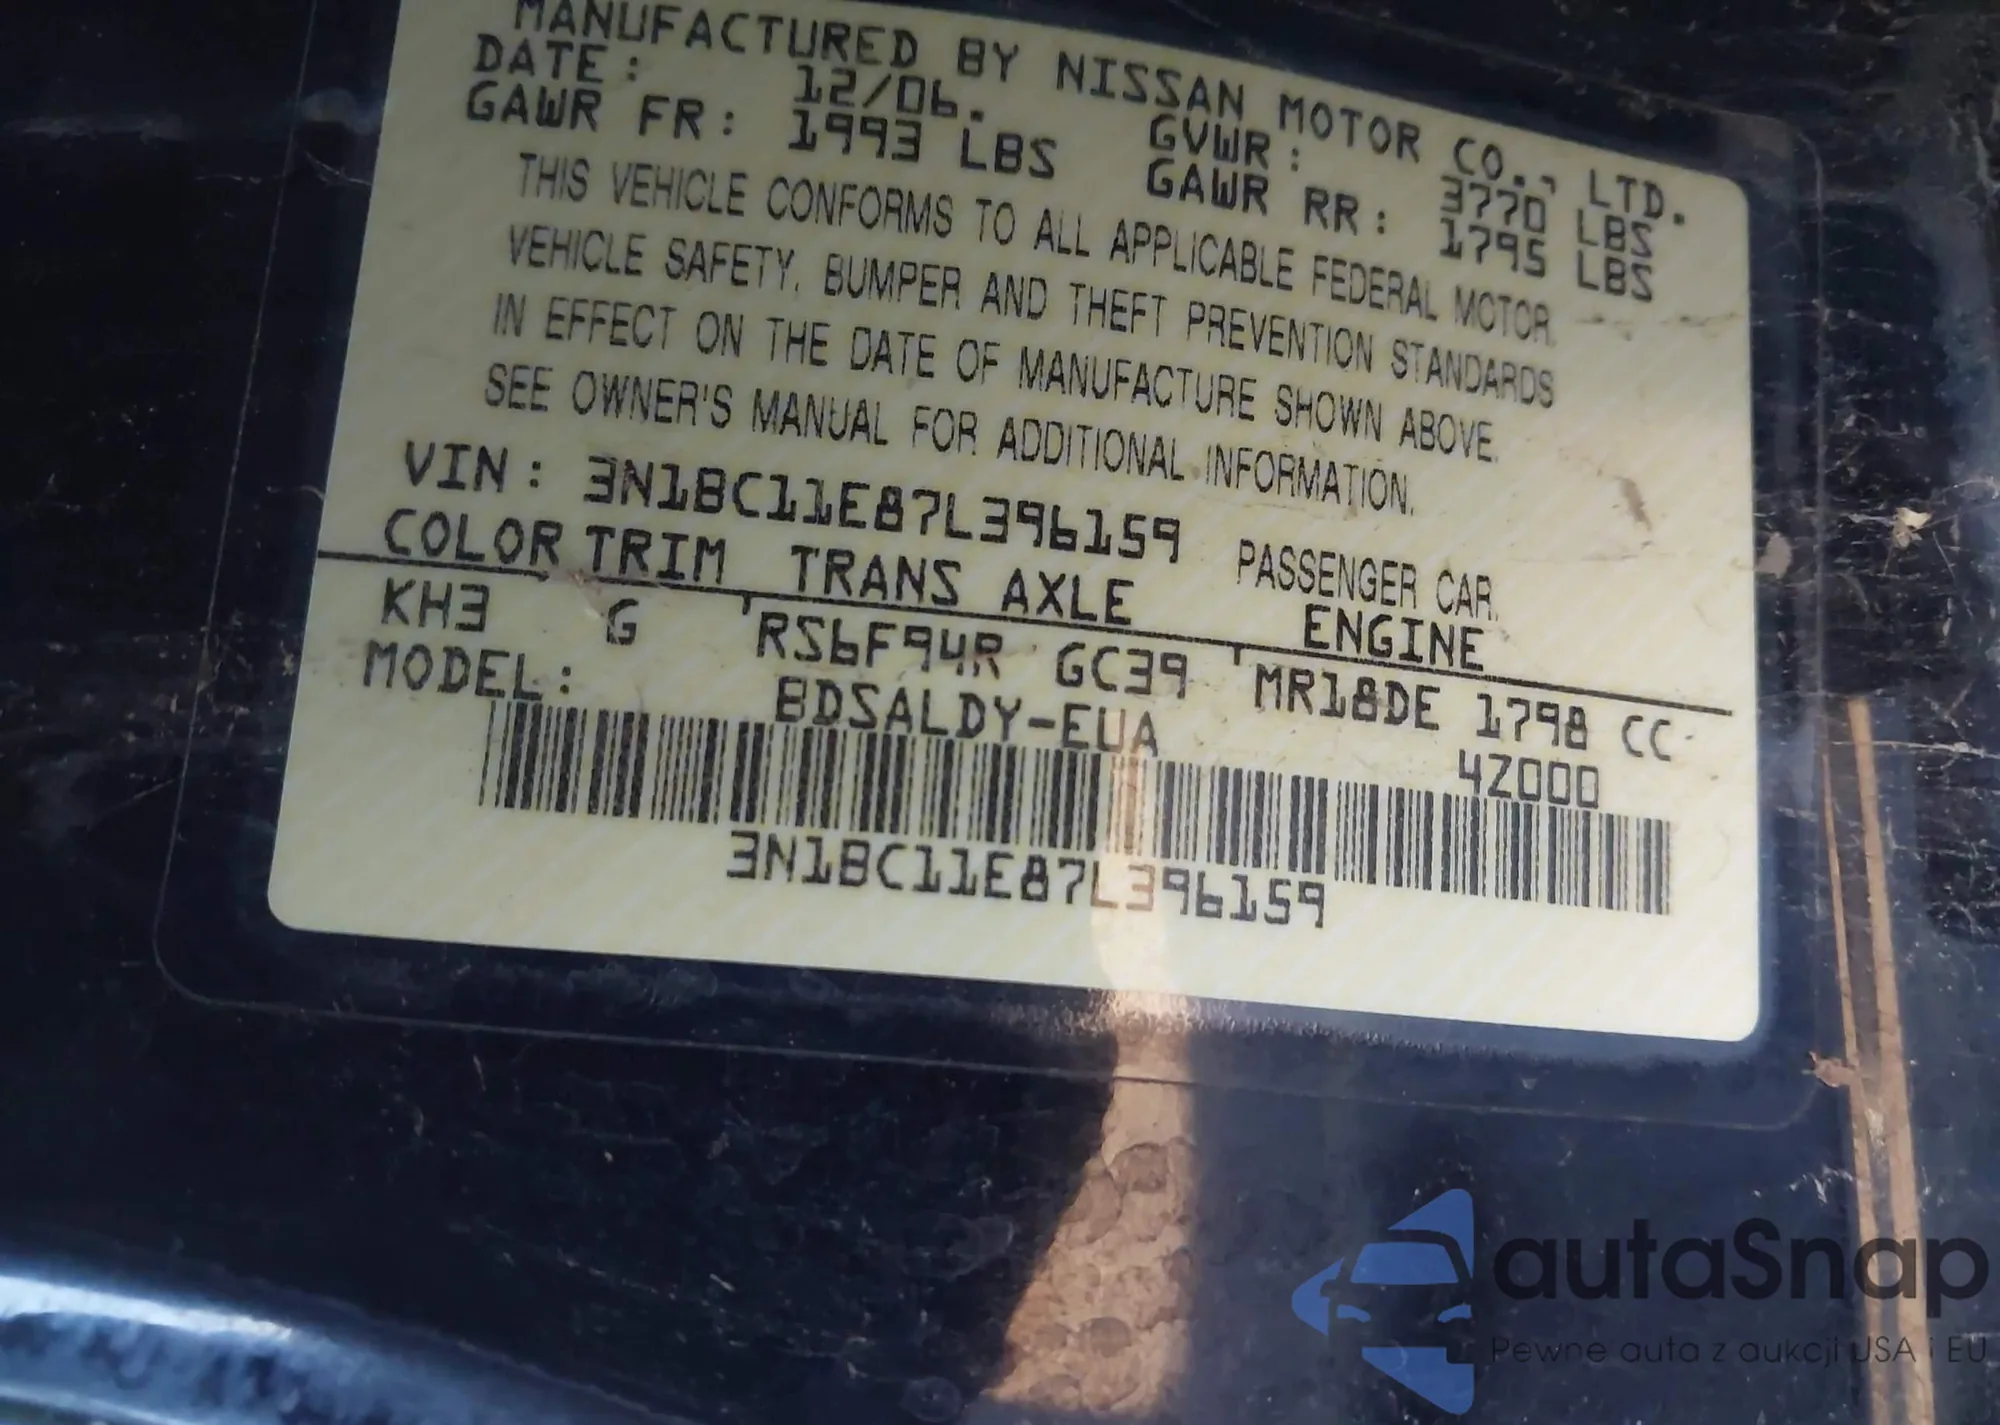 MANUFACTURED BY NISSAN MOTOR CO., LTD.
DATE: 12/06. GVWR: 3770 LBS
GAWR FR: 1993 LBS GAWR RR: 1795 LBS
THIS VEHICLE CONFORMS TO ALL APPLICABLE FEDERAL MOTOR
VEHICLE SAFETY, BUMPER AND THEFT PREVENTION STANDARDS
IN EFFECT ON THE DATE OF MANUFACTURE SHOWN ABOVE.
SEE OWNER'S MANUAL FOR ADDITIONAL INFORMATION.
VIN: 3N1BC11E87L396159 PASSENGER CAR.
COLOR TRIM TRANS AXLE ENGINE
KH3 G RS6F94R GC39 MR18DE 1798 CC
MODEL: BDSALDY-EUA 4Z000
3N1BC11E87L396159
autaSnap
Pewne auta z aukcji USA i EU